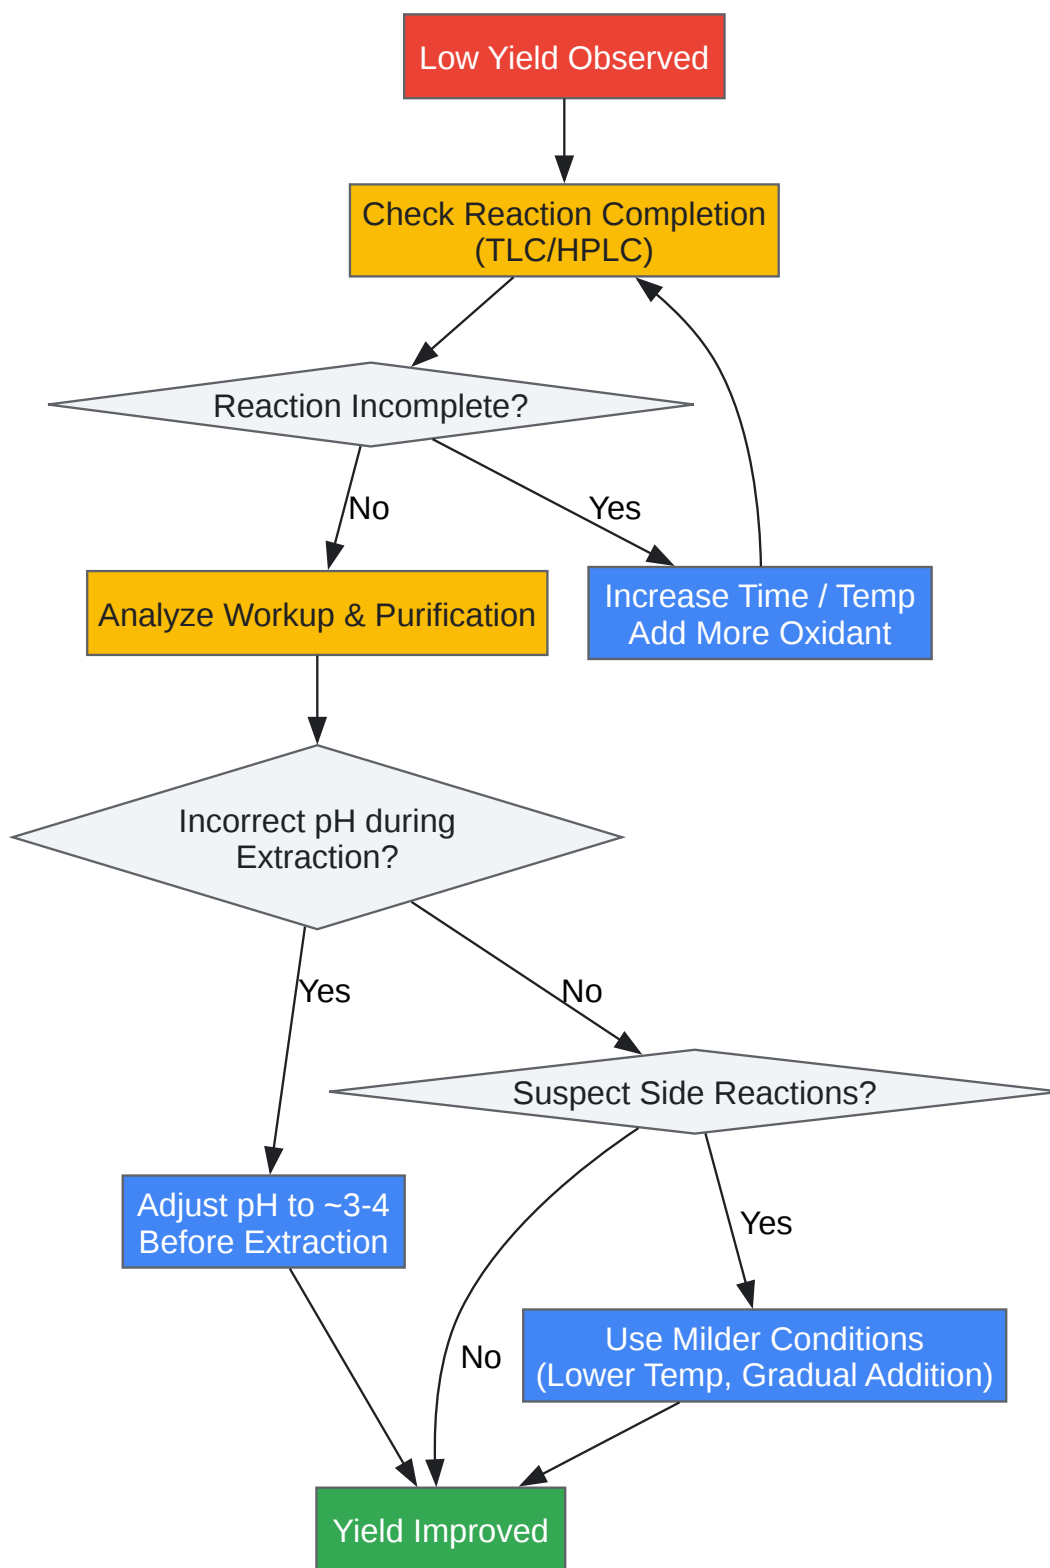 Low Yield Observed
Check Reaction Completion
(TLC/HPLC)
Reaction Incomplete?
No
Yes
Analyze Workup & Purification
Increase Time / Temp
Add More Oxidant
Incorrect pH during
Extraction?
Yes
No
Suspect Side Reactions?
Adjust pH to ~3-4
Before Extraction
Yes
No
Use Milder Conditions
(Lower Temp, Gradual Addition)
Yield Improved